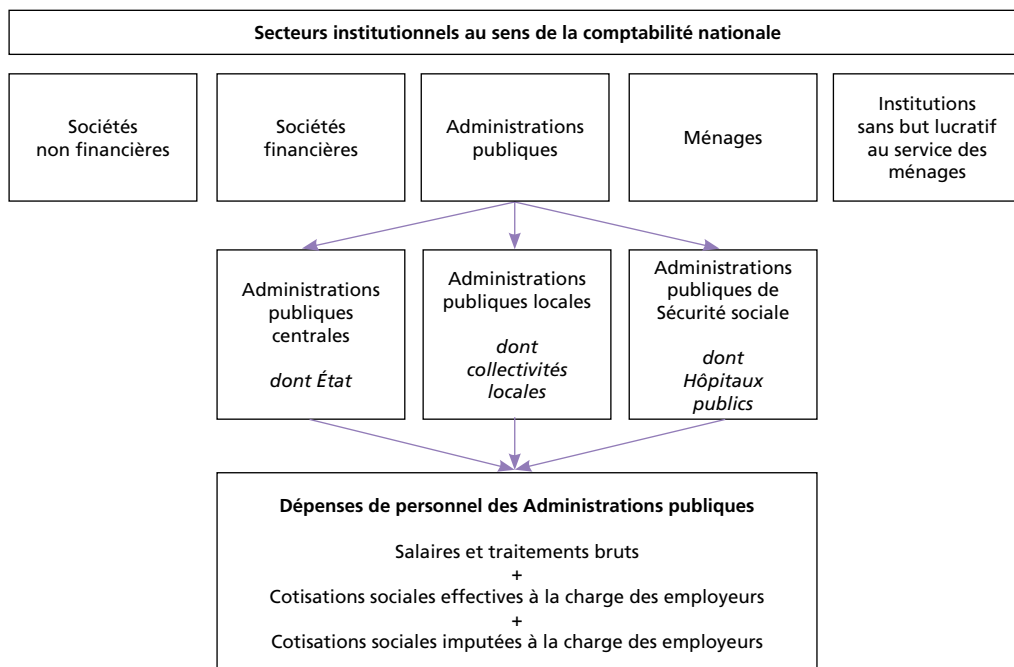 Secteurs institutionnels au sens de la comptabilité nationale
Sociétés
non financières
Sociétés
financières
Administrations
publiques
Ménages
Institutions
sans but lucratif
au service des
ménages
Administrations
publiques
centrales
dont État
Administrations
publiques locales
dont
collectivités
locales
Administrations
publiques de
Sécurité sociale
dont
Hôpitaux
publics
Dépenses de personnel des Administrations publiques
Salaires et traitements bruts
+
Cotisations sociales effectives à la charge des employeurs
+
Cotisations sociales imputées à la charge des employeurs